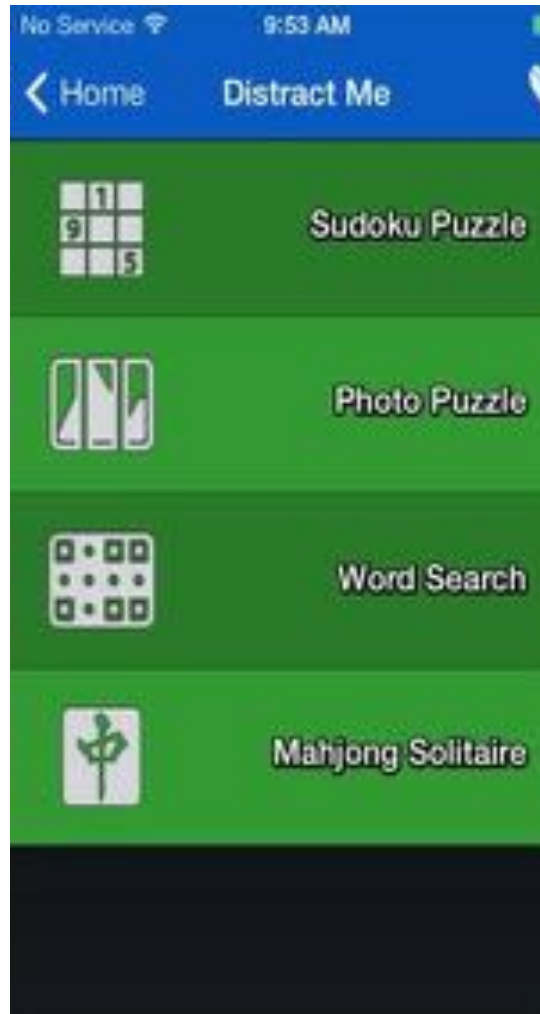 No Service
9:53 AM
Home
Distract Me
1
9
5
Sudoku Puzzle
Photo Puzzle
Word Search
中
Mahjong Solitaire